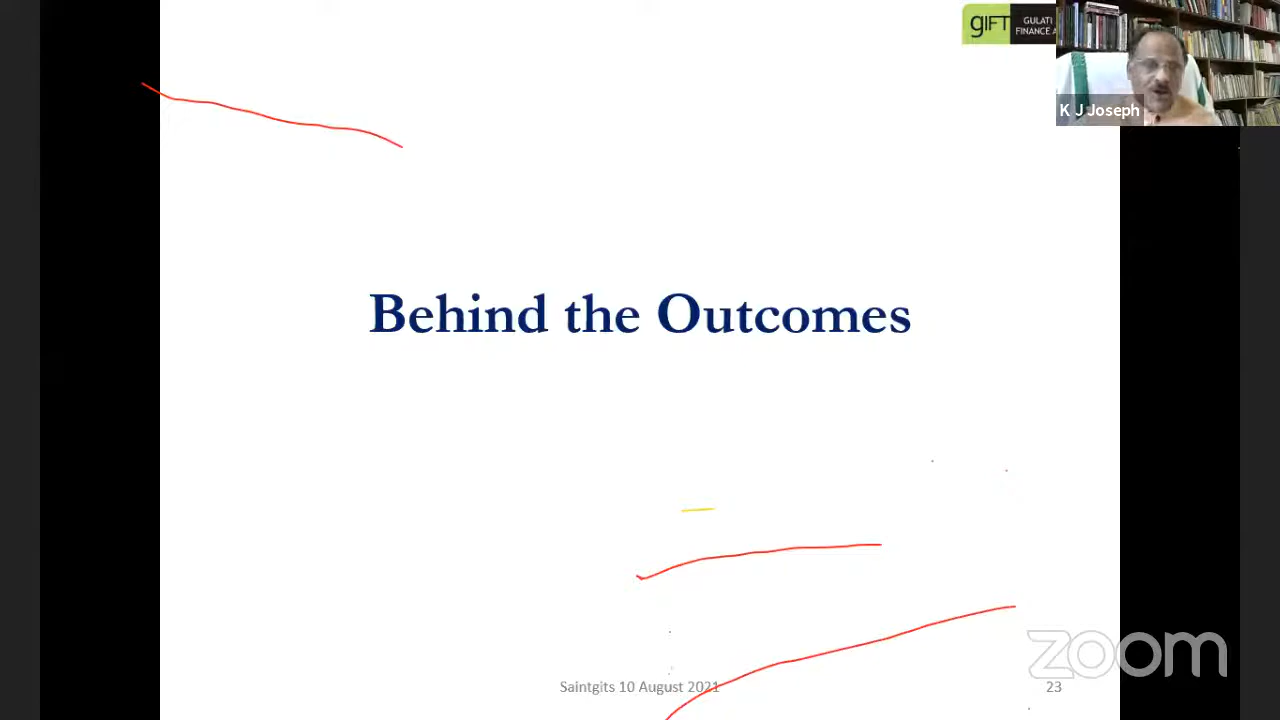 gIFT
GULATI
FINANCE A
K J Joseph
Behind the Outcomes
zoom
Saintgits 10 August 2021
23